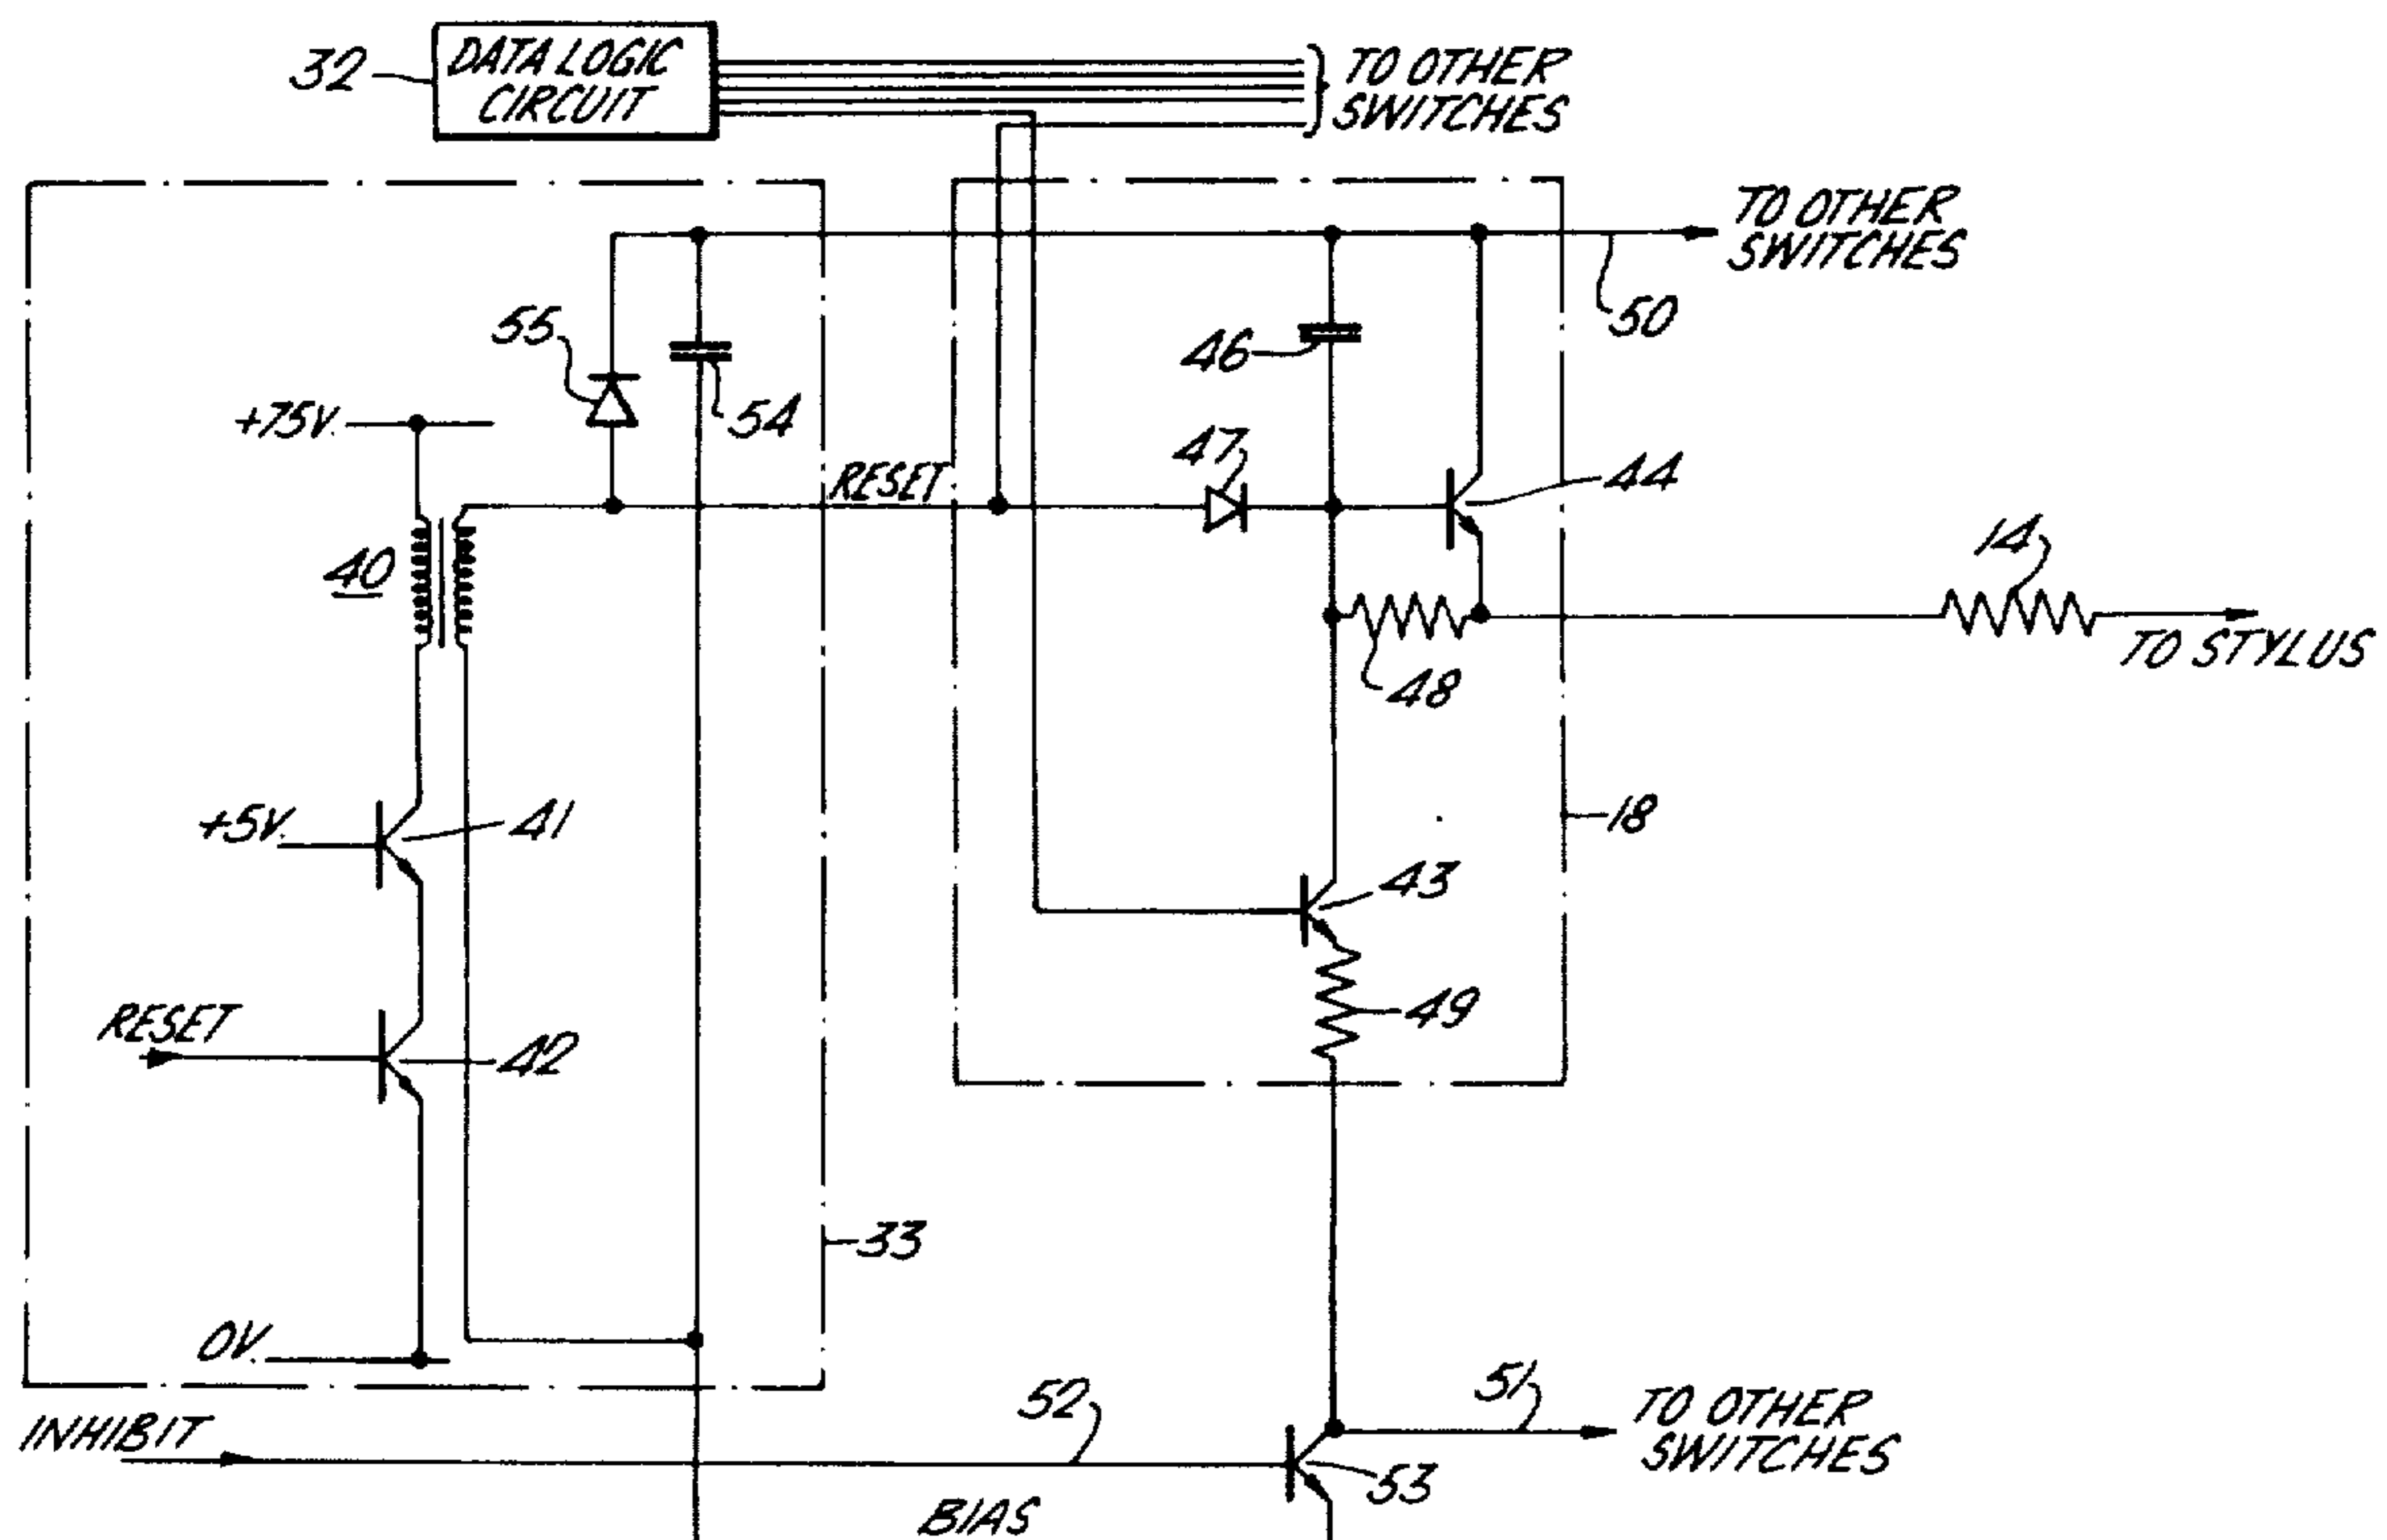 32
DATA LOGIC
CIRCUIT
TO OTHER
SWITCHES
TO OTHER
SWITCHES
50
55
54
46
+75V.
47
44
RESET
40
14
48
TO STYLUS
+5V.
41
18
43
RESET
42
49
33
0V.
51
TO OTHER
SWITCHES
INHIBIT
52
53
BIAS